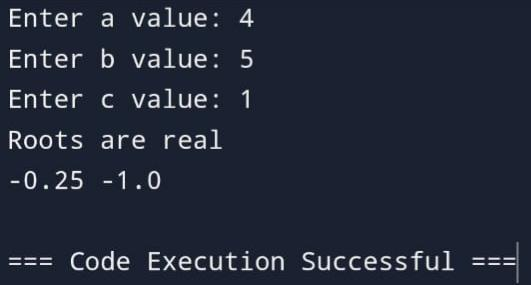 Enter a value: 4
Enter b value: 5
Enter c value: 1
Roots are real
-0.25 -1.0
=== Code Execution Successful ===